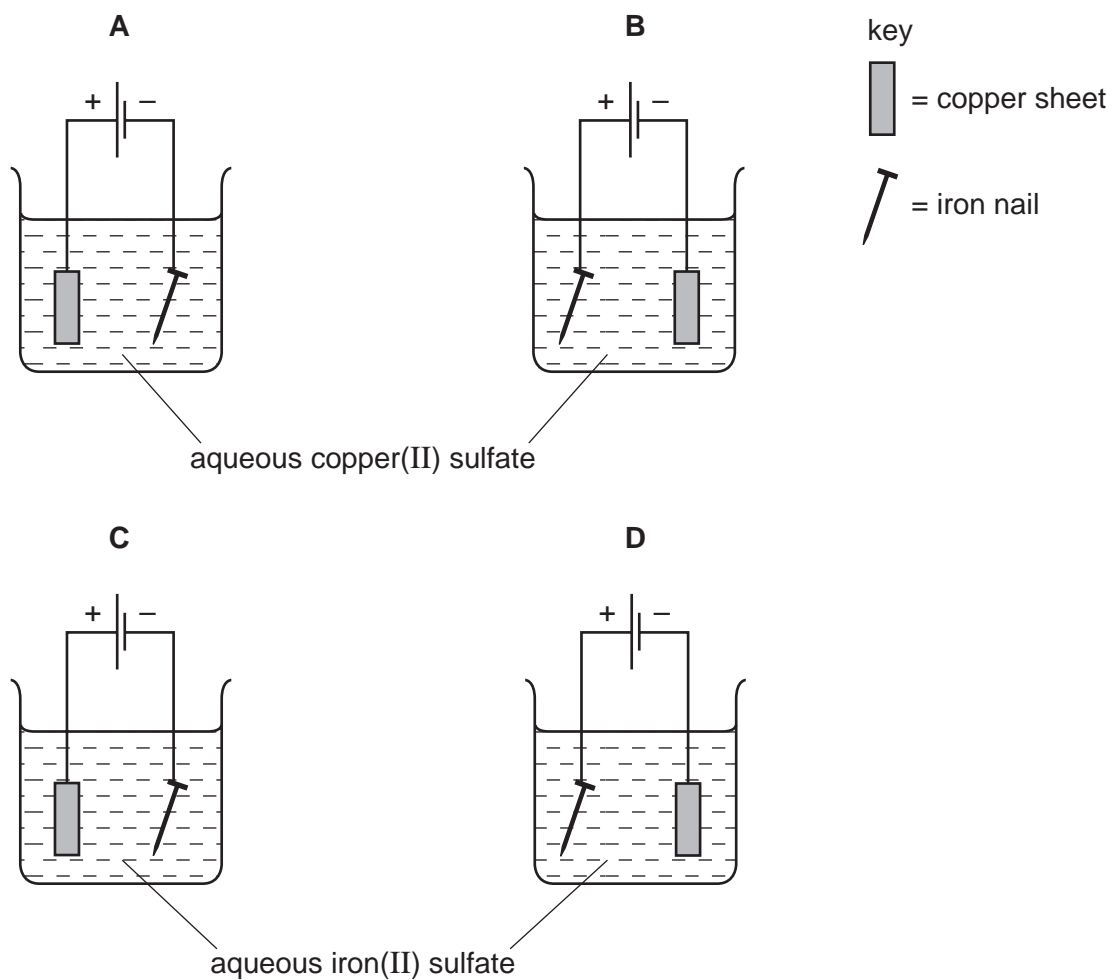 A
B
key
+ −
+ −
= copper sheet
= iron nail
aqueous copper(II) sulfate
C
D
+ −
+ −
aqueous iron(II) sulfate